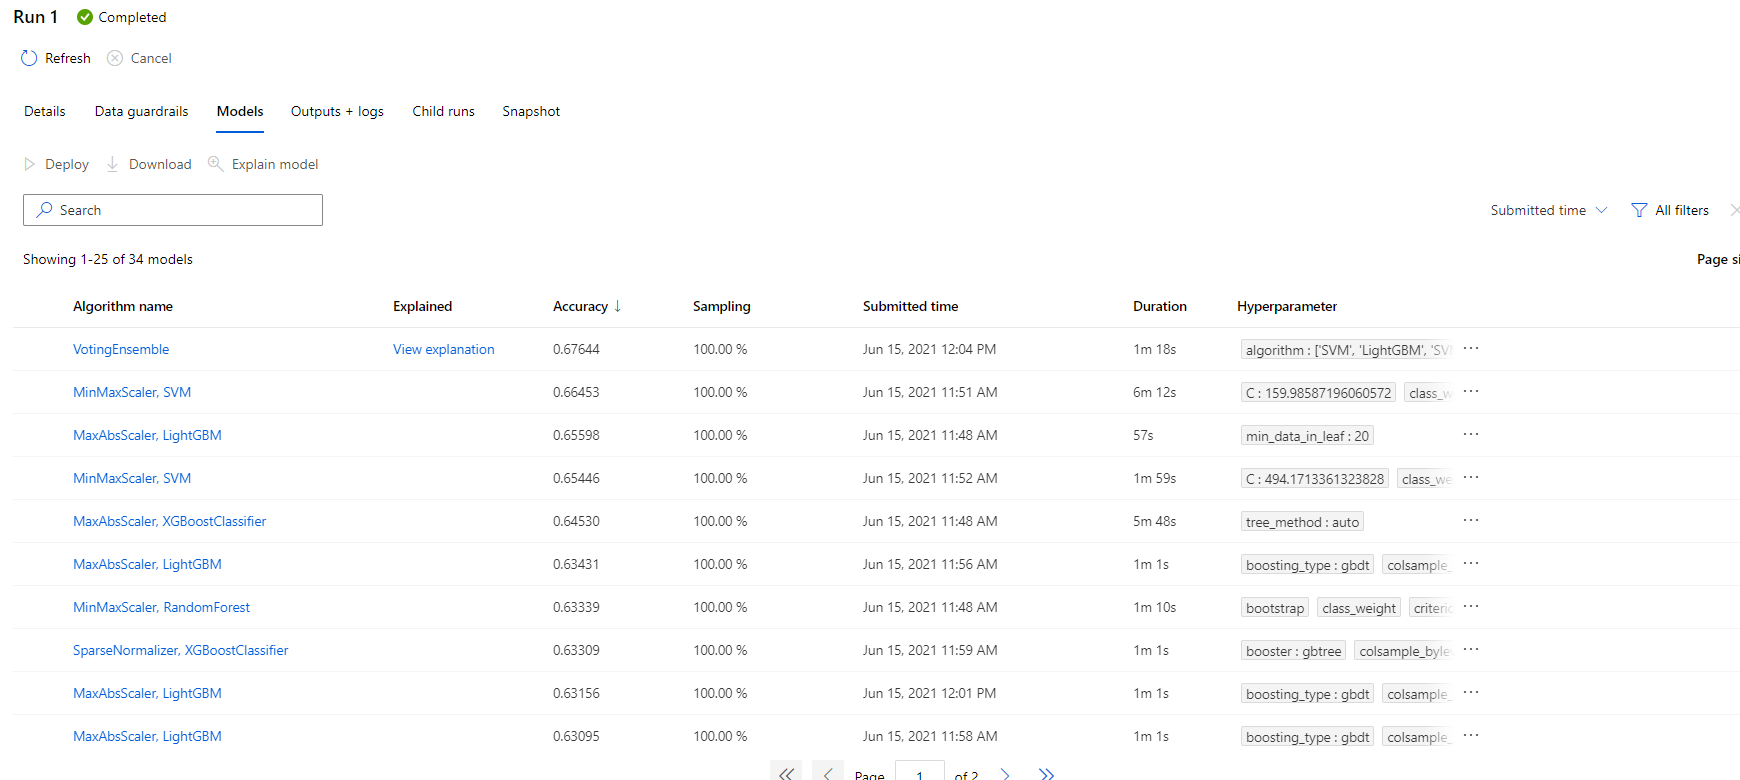 Run 1 Completed
Refresh Cancel
Details Data guardrails Models Outputs + logs Child runs Snapshot
Deploy Download Explain model
Search Submitted time All filters
Showing 1-25 of 34 models Page
Algorithm name Explained Accuracy ↓ Sampling Submitted time Duration Hyperparameter
VotingEnsemble View explanation 0.67644 100.00 % Jun 15, 2021 12:04 PM 1m 18s algorithm : ['SVM', 'LightGBM', 'SV ...
MinMaxScaler, SVM 0.66453 100.00 % Jun 15, 2021 11:51 AM 6m 12s C : 159.98587196060572 class_w ...
MaxAbsScaler, LightGBM 0.65598 100.00 % Jun 15, 2021 11:48 AM 57s min_data_in_leaf : 20 ...
MinMaxScaler, SVM 0.65446 100.00 % Jun 15, 2021 11:52 AM 1m 59s C : 494.1713361323828 class_we ...
MaxAbsScaler, XGBoostClassifier 0.64530 100.00 % Jun 15, 2021 11:48 AM 5m 48s tree_method : auto ...
MaxAbsScaler, LightGBM 0.63431 100.00 % Jun 15, 2021 11:56 AM 1m 1s boosting_type : gbdt colsample_ ...
MinMaxScaler, RandomForest 0.63339 100.00 % Jun 15, 2021 11:48 AM 1m 10s bootstrap class_weight criteric ...
SparseNormalizer, XGBoostClassifier 0.63309 100.00 % Jun 15, 2021 11:59 AM 1m 1s booster : gbtree colsample_byle ...
MaxAbsScaler, LightGBM 0.63156 100.00 % Jun 15, 2021 12:01 PM 1m 1s boosting_type : gbdt colsample_ ...
MaxAbsScaler, LightGBM 0.63095 100.00 % Jun 15, 2021 11:58 AM 1m 1s boosting_type : gbdt colsample_ ...
Page 1 of 2